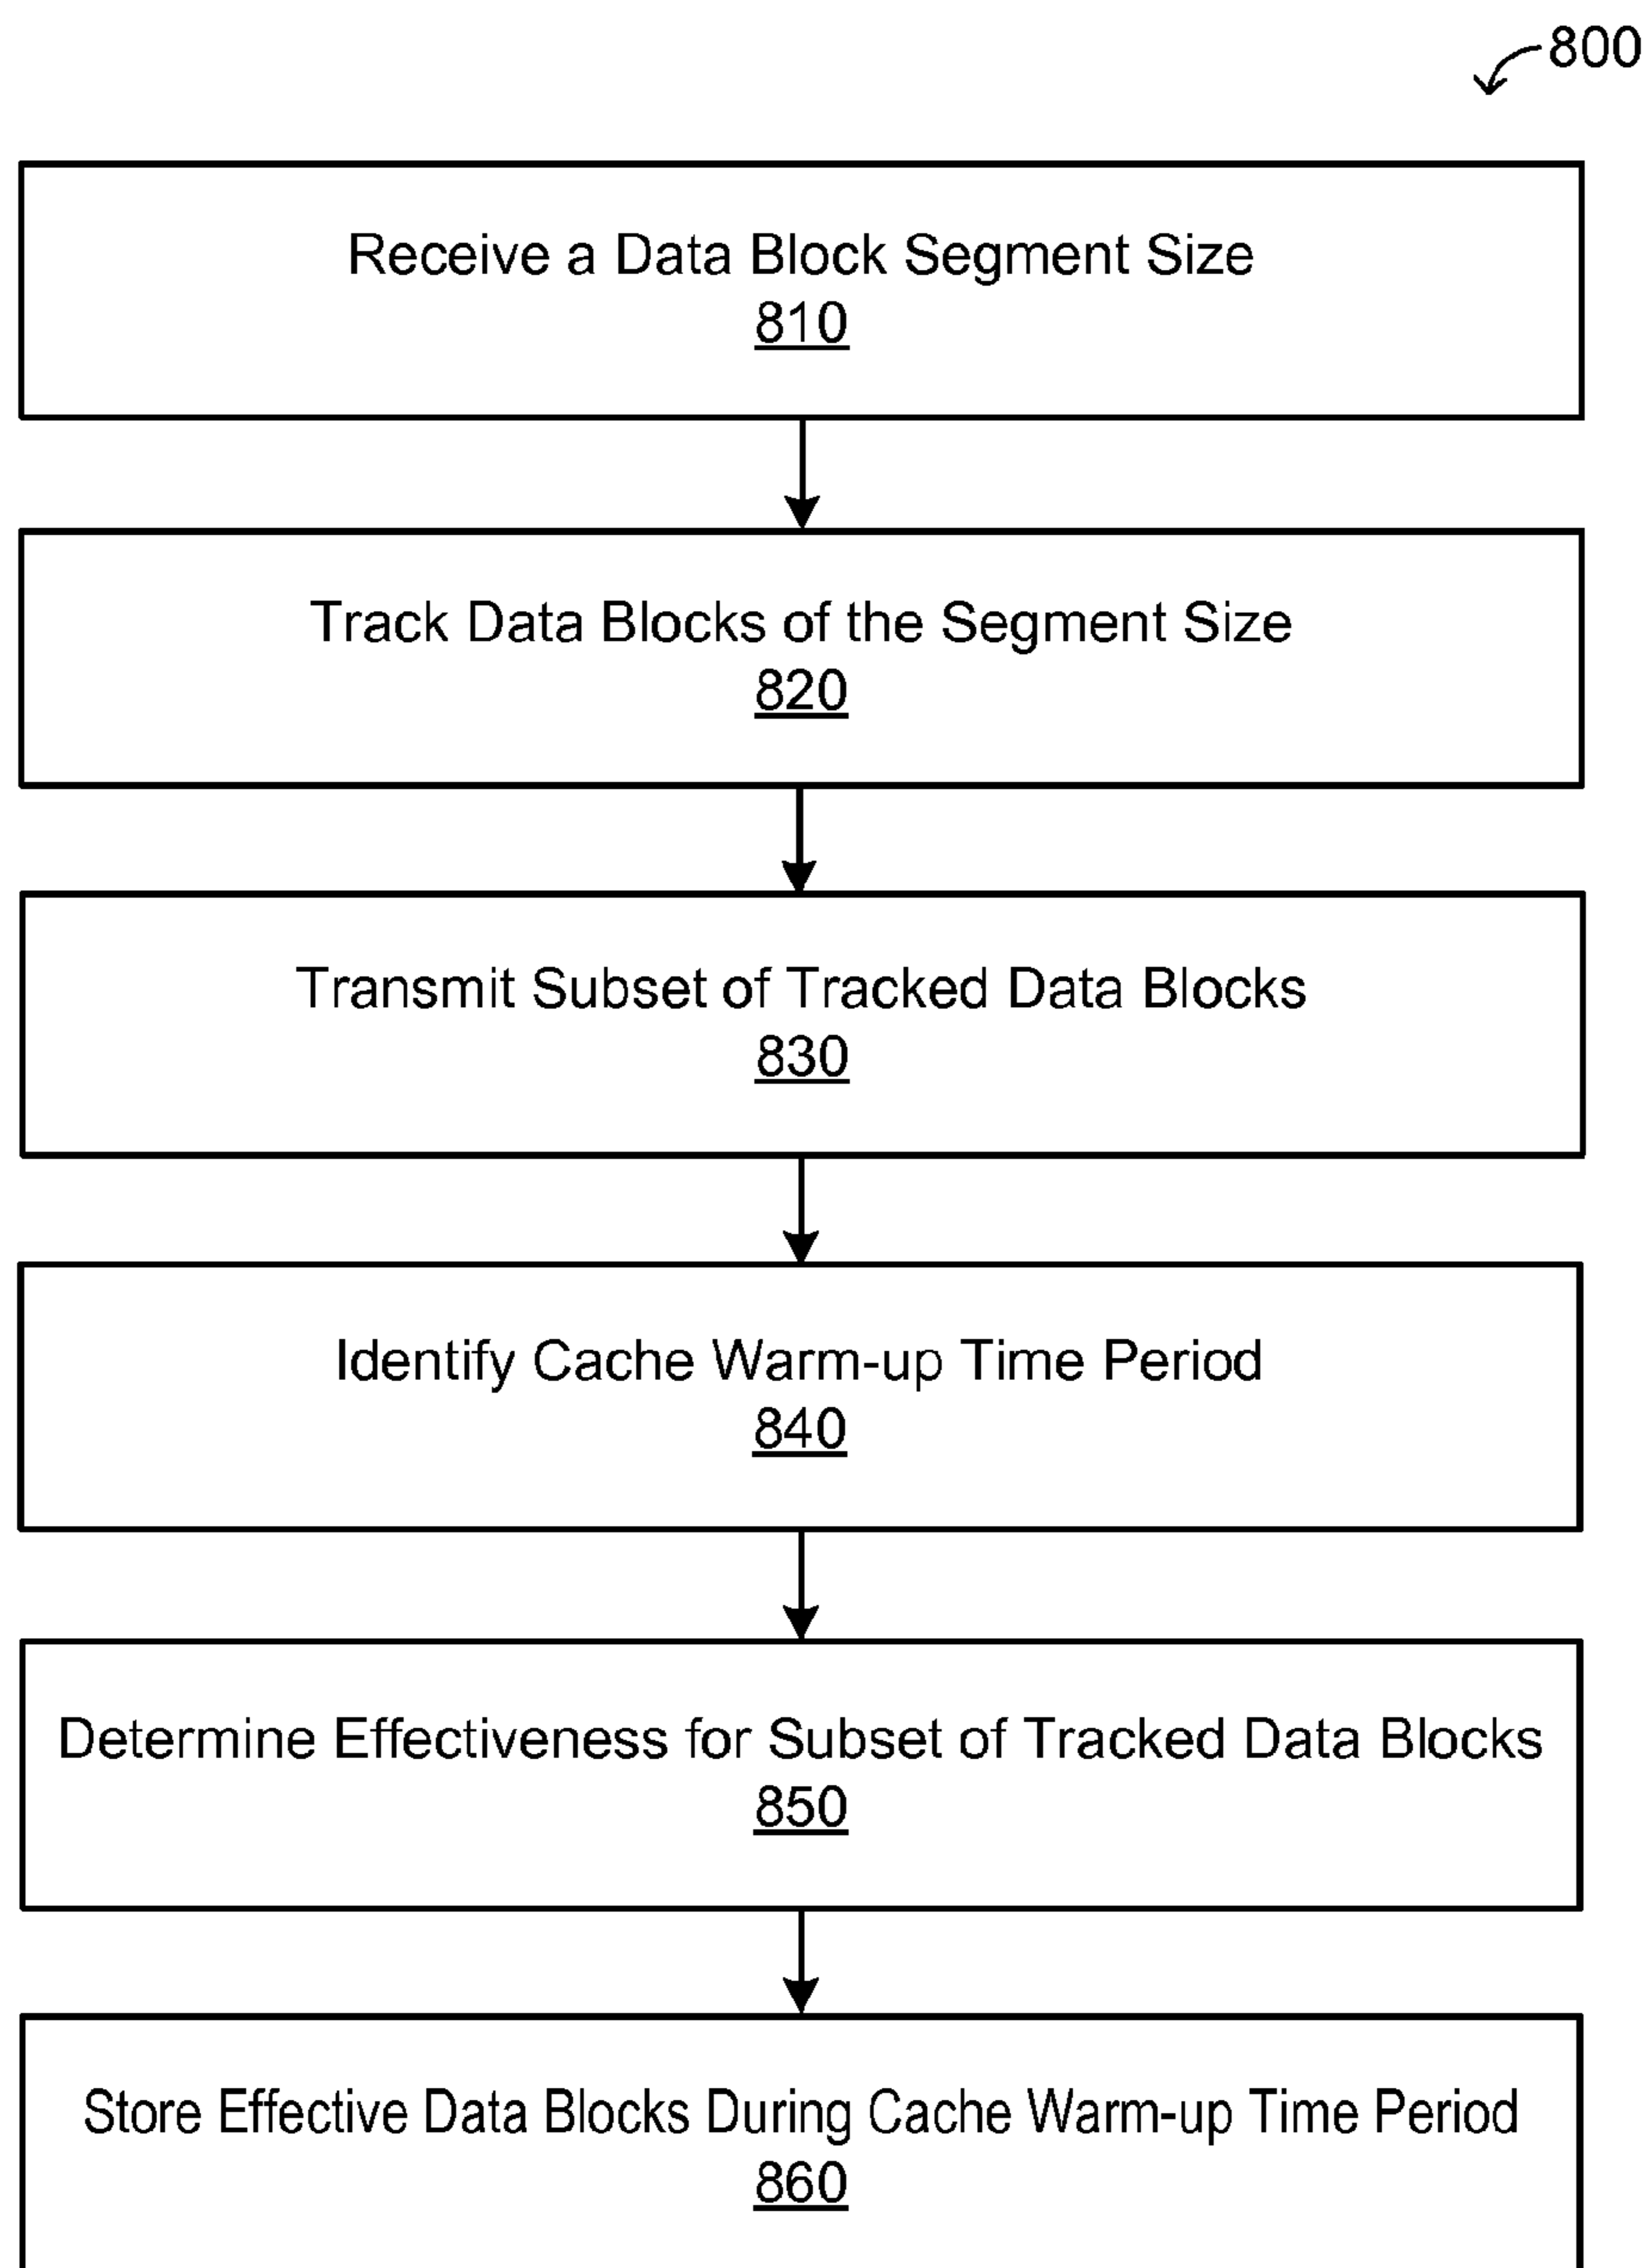 800
Receive a Data Block Segment Size
810
Track Data Blocks of the Segment Size
820
Transmit Subset of Tracked Data Blocks
830
Identify Cache Warm-up Time Period
840
Determine Effectiveness for Subset of Tracked Data Blocks
850
Store Effective Data Blocks During Cache Warm-up Time Period
860